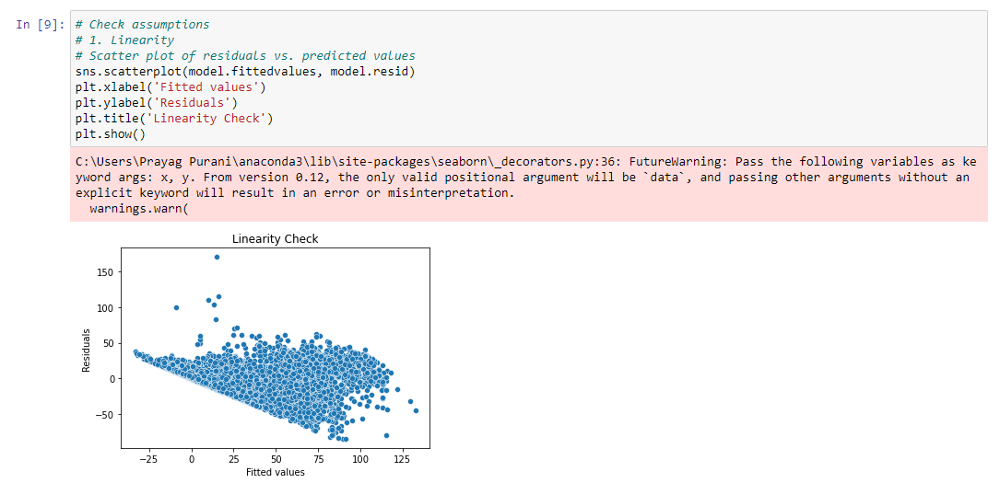 In [9]: # Check assumptions
# 1. Linearity
# Scatter plot of residuals vs. predicted values
sns.scatterplot(model.fittedvalues, model.resid)
plt.xlabel('Fitted values')
plt.ylabel('Residuals')
plt.title('Linearity Check')
plt.show()
C:\Users\Prayag Purani\anaconda3\lib\site-packages\seaborn\_decorators.py:36: FutureWarning: Pass the following variables as ke
yword args: x, y. From version 0.12, the only valid positional argument will be `data`, and passing other arguments without an
explicit keyword will result in an error or misinterpretation.
warnings.warn(
Linearity Check
150
100
50
0
−50
Residuals
−25 0 25 50 75 100 125
Fitted values